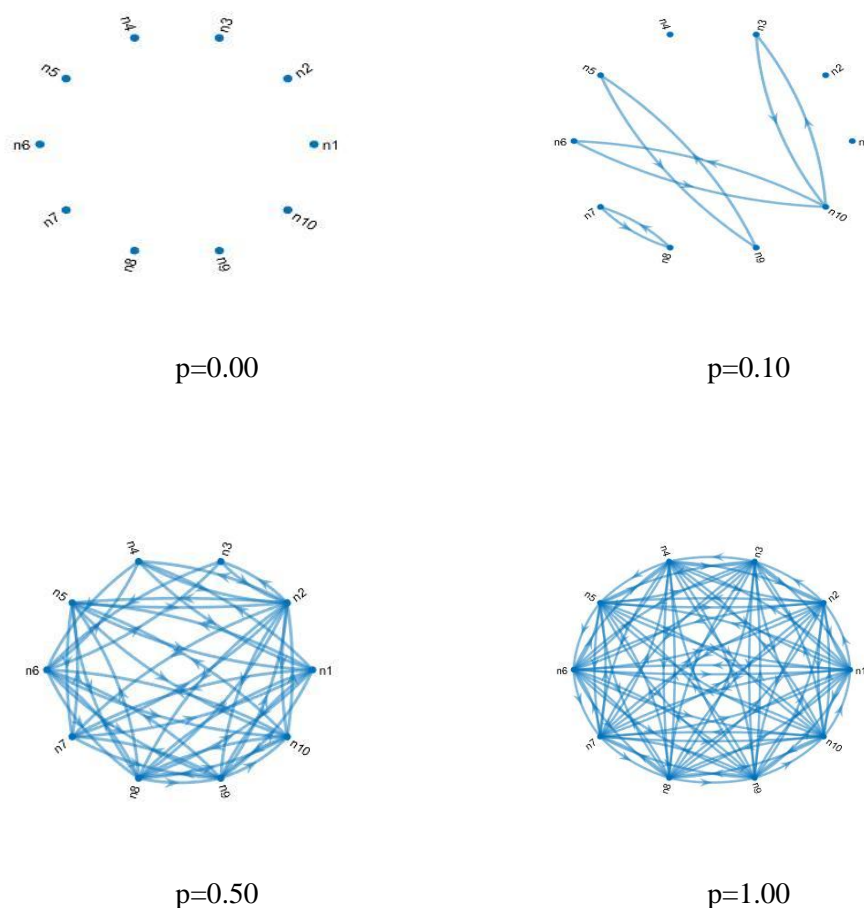 n4 n3
n5 n2
n6 n1
n7 n10
n8 n9
p=0.00
n4 n3
n5 n2
n6 n
n7 n10
n8 n9
p=0.10
n4 n3
n5 n2
n6 n1
n7 n10
n8 n9
p=0.50
n4 n3
n5 n2
n6 n1
n7 n10
n8 n9
p=1.00